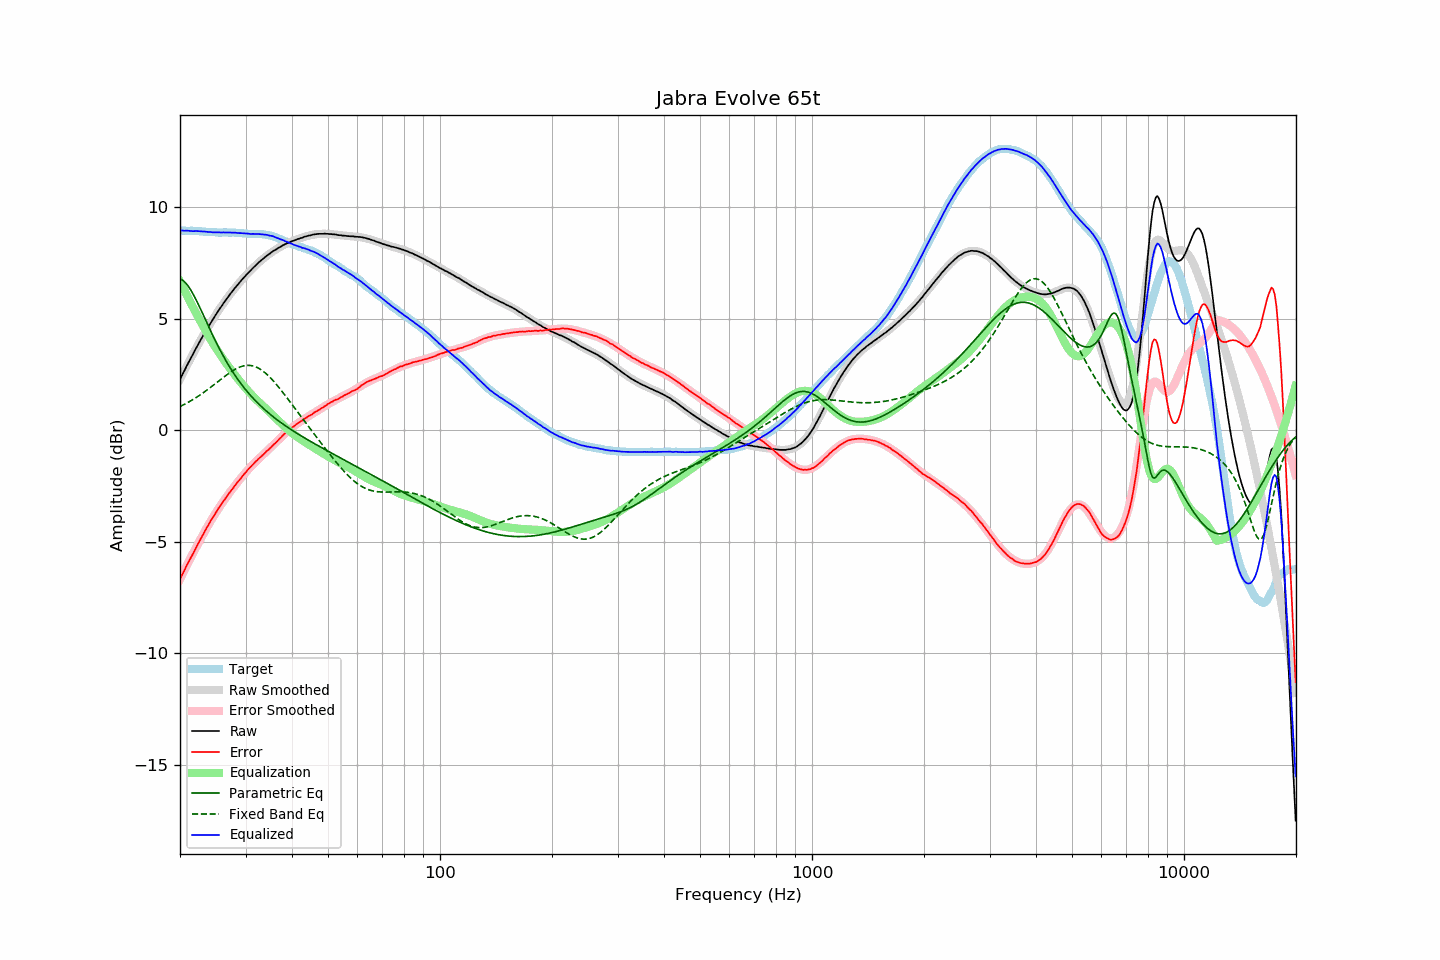 Jabra Evolve 65t
Amplitude (dBr)
10
5
0
−5
−10
−15
Target
Raw Smoothed
Error Smoothed
Raw
Error
Equalization
Parametric Eq
Fixed Band Eq
Equalized
100
1000
10000
Frequency (Hz)